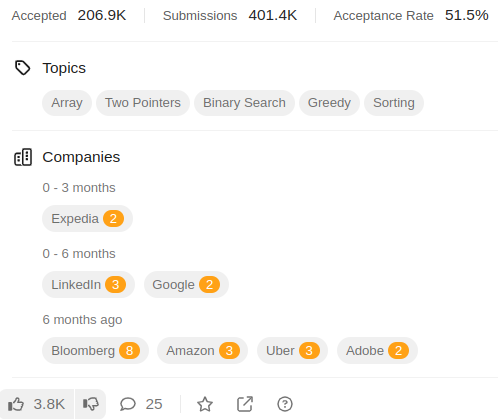 Accepted 206.9K Submissions 401.4K Acceptance Rate 51.5%
Topics
Array Two Pointers Binary Search Greedy Sorting
Companies
0 - 3 months
Expedia 2
0 - 6 months
LinkedIn 3 Google 2
6 months ago
Bloomberg 8 Amazon 3 Uber 3 Adobe 2
3.8K 25